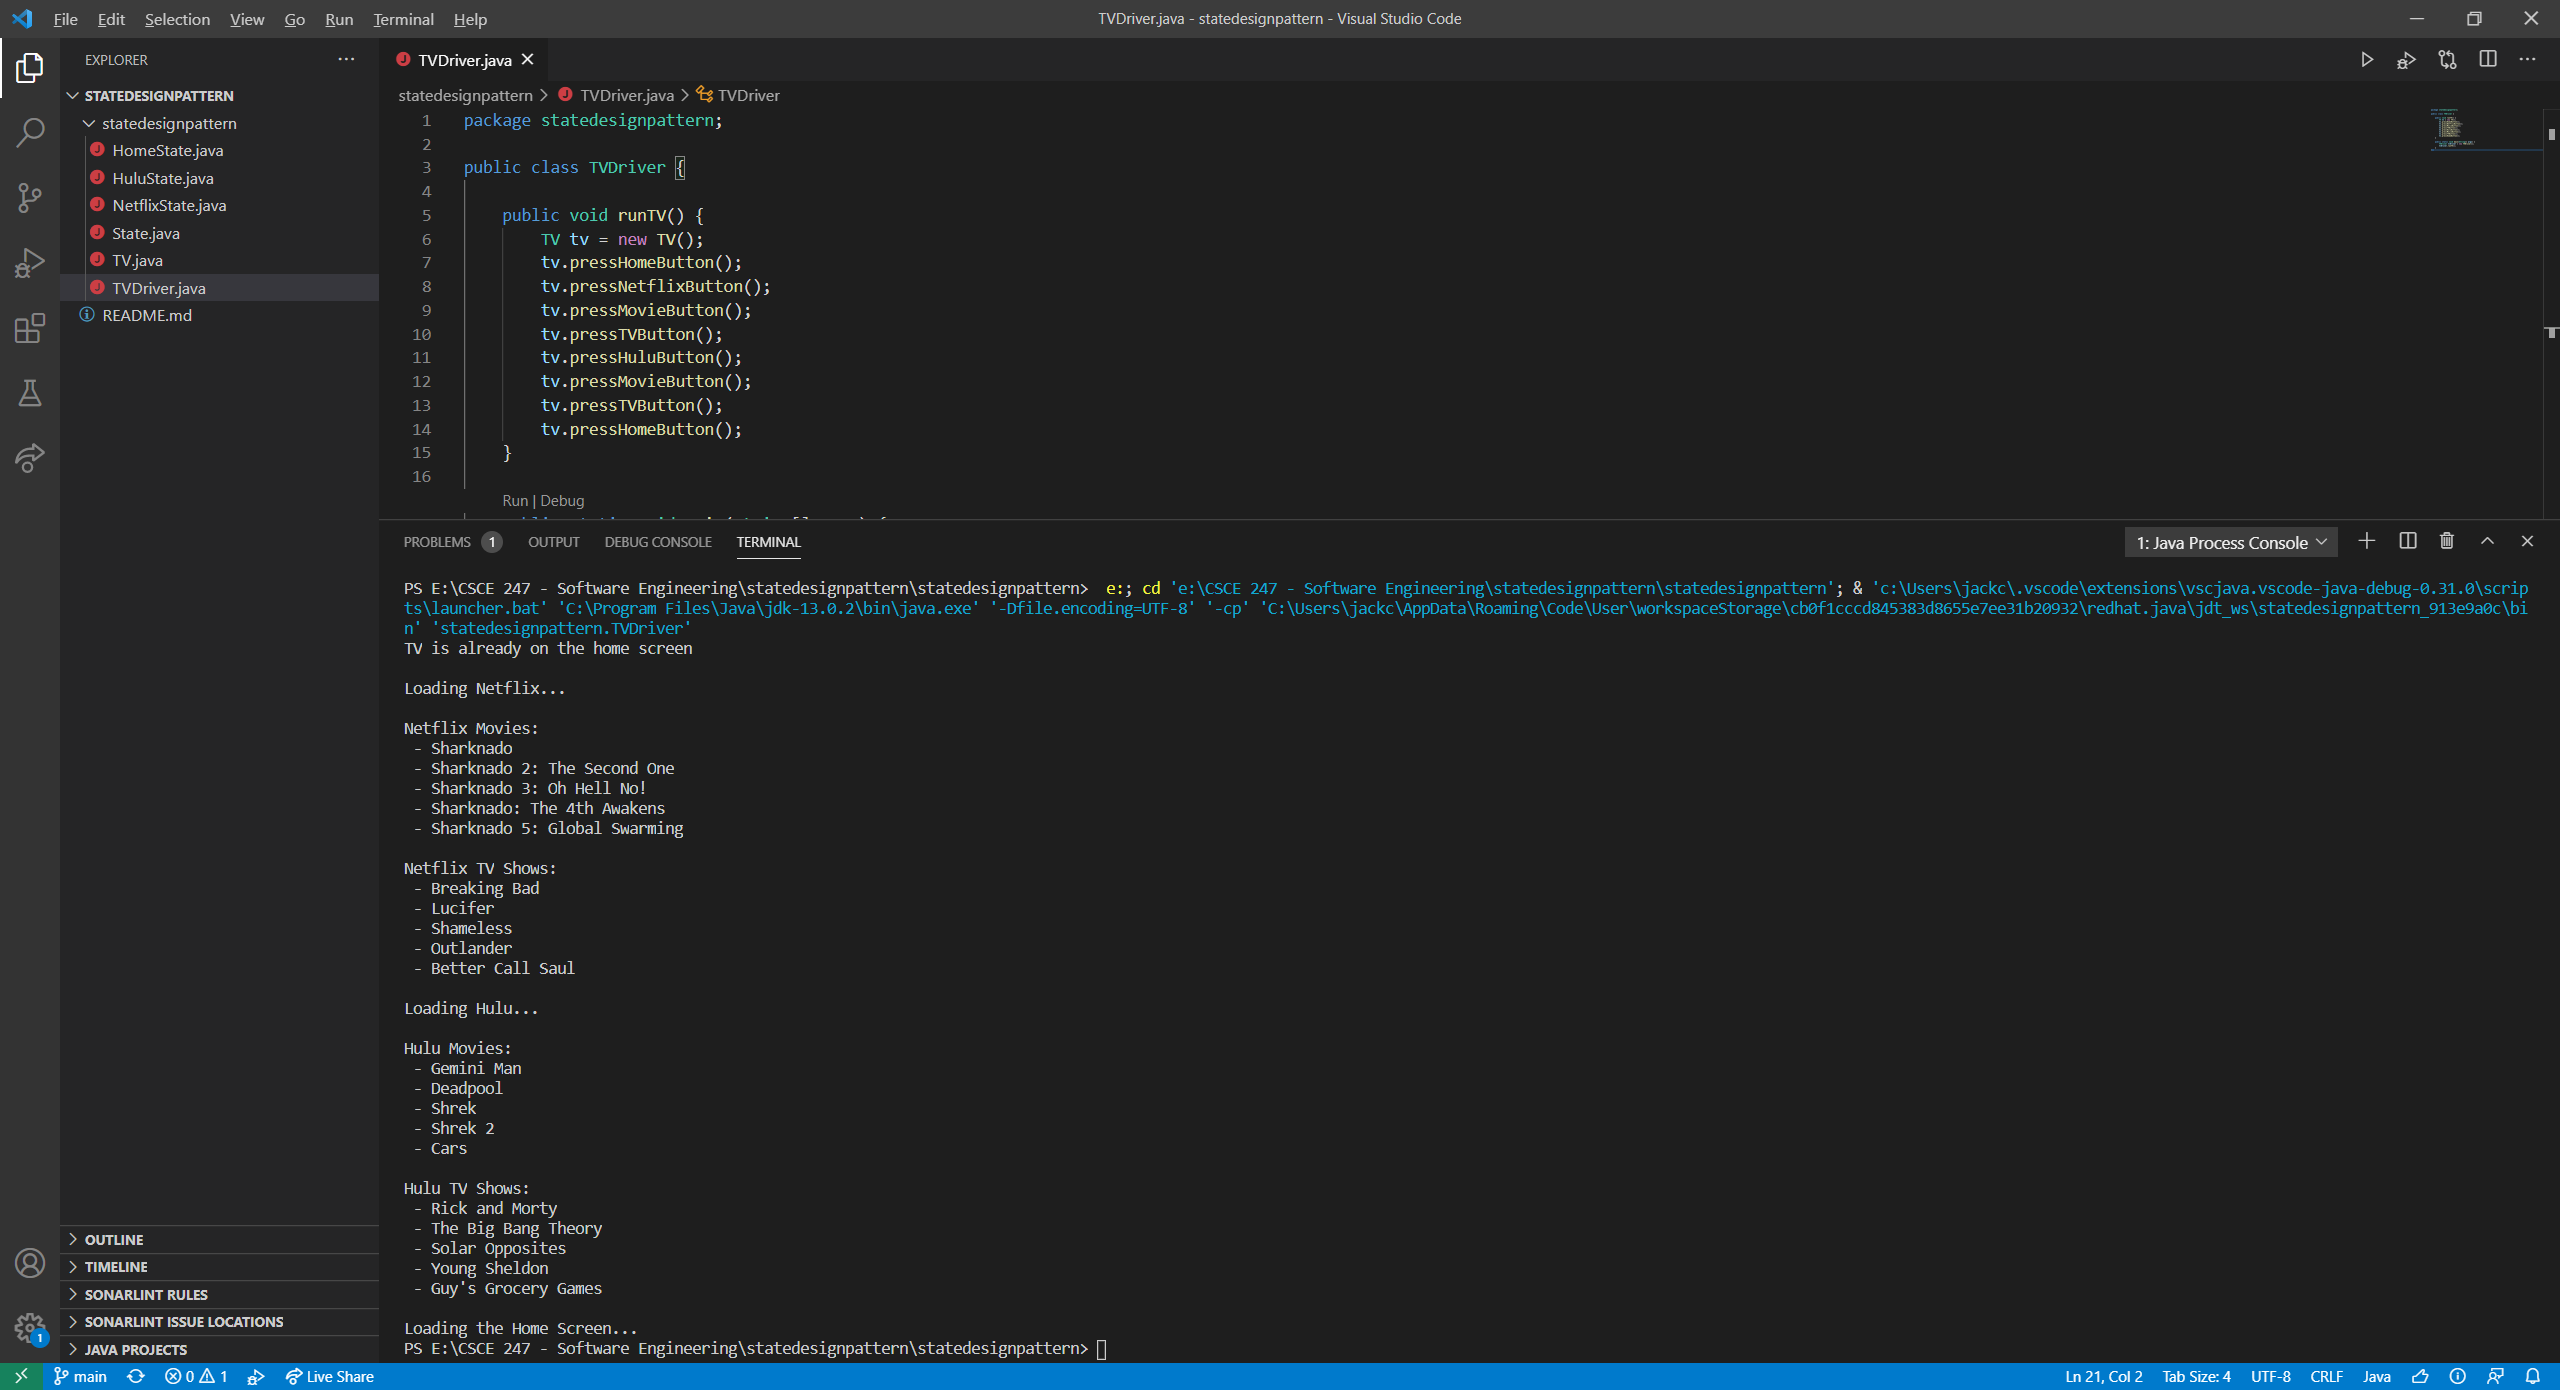 File Edit Selection View Go Run Terminal Help
TVDriver.java - statedesignpattern - Visual Studio Code
EXPLORER
STATEDESIGNPATTERN
statedesignpattern
HomeState.java
HuluState.java
NetflixState.java
State.java
TV.java
TVDriver.java
README.md
OUTLINE
TIMELINE
SONARLINT RULES
SONARLINT ISSUE LOCATIONS
JAVA PROJECTS
TVDriver.java
statedesignpattern > TVDriver.java > TVDriver
1 package statedesignpattern;
2
3 public class TVDriver {
4
5 public void runTV() {
6 TV tv = new TV();
7 tv.pressHomeButton();
8 tv.pressNetflixButton();
9 tv.pressMovieButton();
10 tv.pressTVButton();
11 tv.pressHuluButton();
12 tv.pressMovieButton();
13 tv.pressTVButton();
14 tv.pressHomeButton();
15 }
16
Run | Debug
PROBLEMS 1 OUTPUT DEBUG CONSOLE TERMINAL
1: Java Process Console
PS E:\CSCE 247 - Software Engineering\statedesignpattern\statedesignpattern>  e:; cd 'e:\CSCE 247 - Software Engineering\statedesignpattern\statedesignpattern'; & 'c:\Users\jackc\.vscode\extensions\vscjava.vscode-java-debug-0.31.0\scrip
ts\launcher.bat' 'C:\Program Files\Java\jdk-13.0.2\bin\java.exe' '-Dfile.encoding=UTF-8' '-cp' 'C:\Users\jackc\AppData\Roaming\Code\User\workspaceStorage\cb0f1cccd845383d8655e7ee31b20932\redhat.java\jdt_ws\statedesignpattern_913e9a0c\bi
n' 'statedesignpattern.TVDriver'
TV is already on the home screen
Loading Netflix...
Netflix Movies:
- Sharknado
- Sharknado 2: The Second One
- Sharknado 3: Oh Hell No!
- Sharknado: The 4th Awakens
- Sharknado 5: Global Swarming
Netflix TV Shows:
- Breaking Bad
- Lucifer
- Shameless
- Outlander
- Better Call Saul
Loading Hulu...
Hulu Movies:
- Gemini Man
- Deadpool
- Shrek
- Shrek 2
- Cars
Hulu TV Shows:
- Rick and Morty
- The Big Bang Theory
- Solar Opposites
- Young Sheldon
- Guy's Grocery Games
Loading the Home Screen...
PS E:\CSCE 247 - Software Engineering\statedesignpattern\statedesignpattern>
1
main 0 1 Live Share
Ln 21, Col 2 Tab Size: 4 UTF-8 CRLF Java